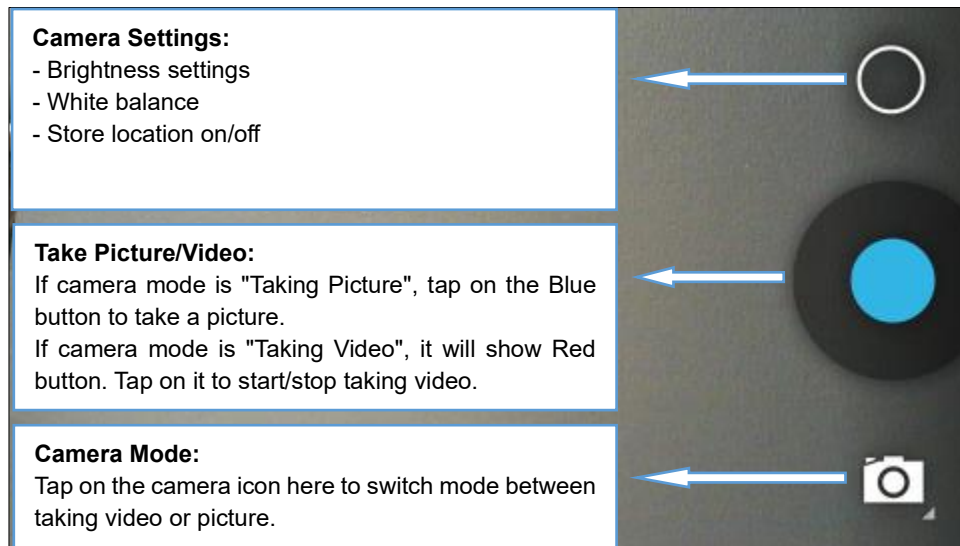 Camera Settings:
- Brightness settings
- White balance
- Store location on/off
Take Picture/Video:
If camera mode is "Taking Picture", tap on the Blue
button to take a picture.
If camera mode is "Taking Video", it will show Red
button. Tap on it to start/stop taking video.
Camera Mode:
Tap on the camera icon here to switch mode between
taking video or picture.